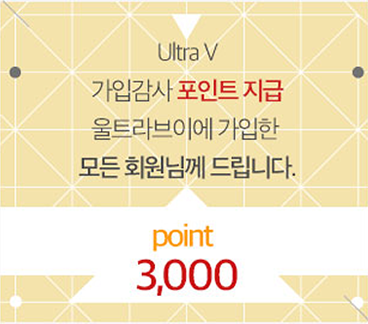 Ultra V
가입감사 포인트 지급
울트라브이에 가입한
모든 회원님께 드립니다.
point
3,000